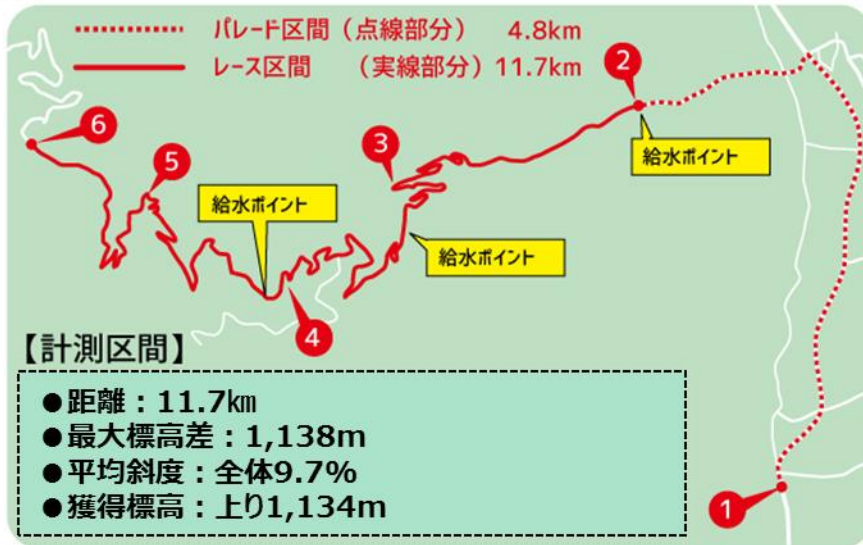 パレード区間（点線部分） 4.8km
レース区間 （実線部分）11.7km
2
給水ポイント
6
3
5
給水ポイント
給水ポイント
4
【計測区間】
●距離：11.7㎞
●最大標高差：1,138m
●平均斜度：全体9.7%
●獲得標高：上り1,134m
1